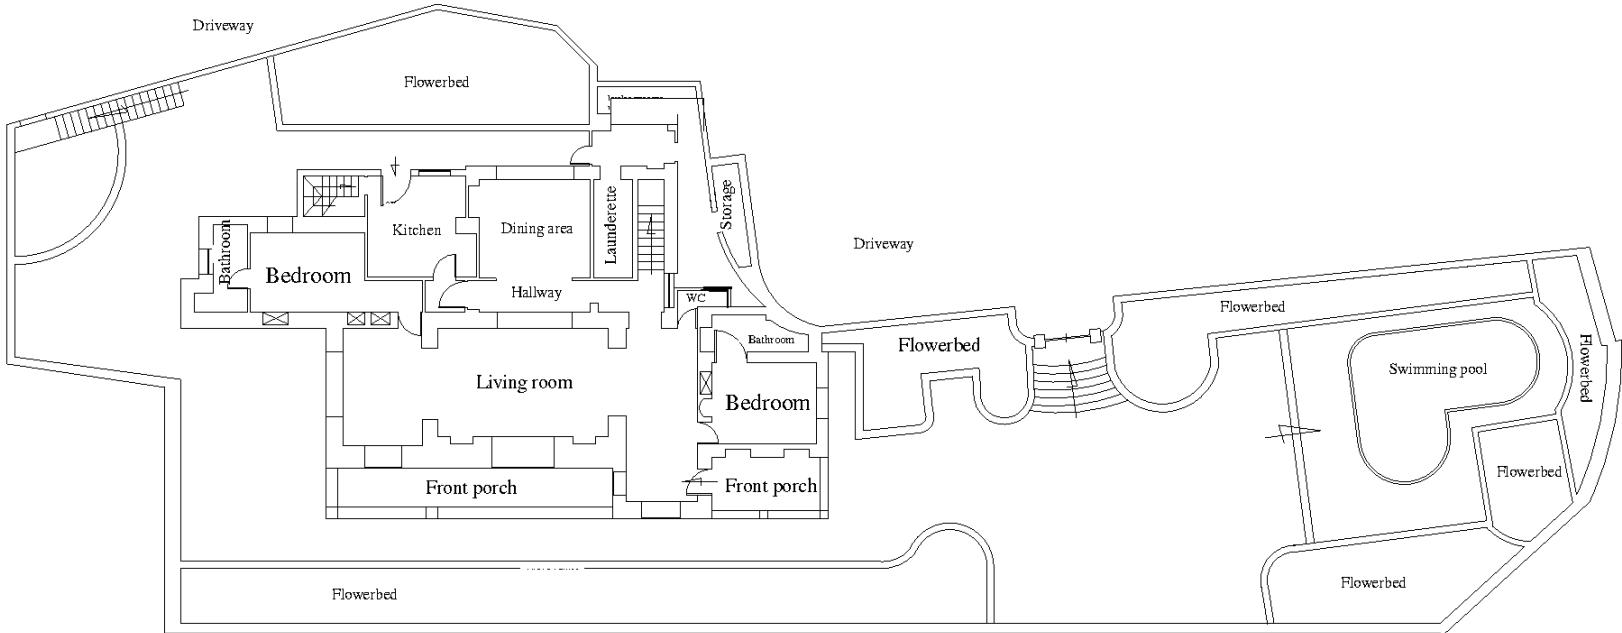 Driveway
Flowerbed
Storage
Launderette
Kitchen
Dining area
Bathroom
Bedroom
Driveway
Hallway
WC
Flowerbed
Bathroom
Flowerbed
Flowerbed
Living room
Swimming pool
Bedroom
Flowerbed
Front porch
Front porch
Flowerbed
Flowerbed